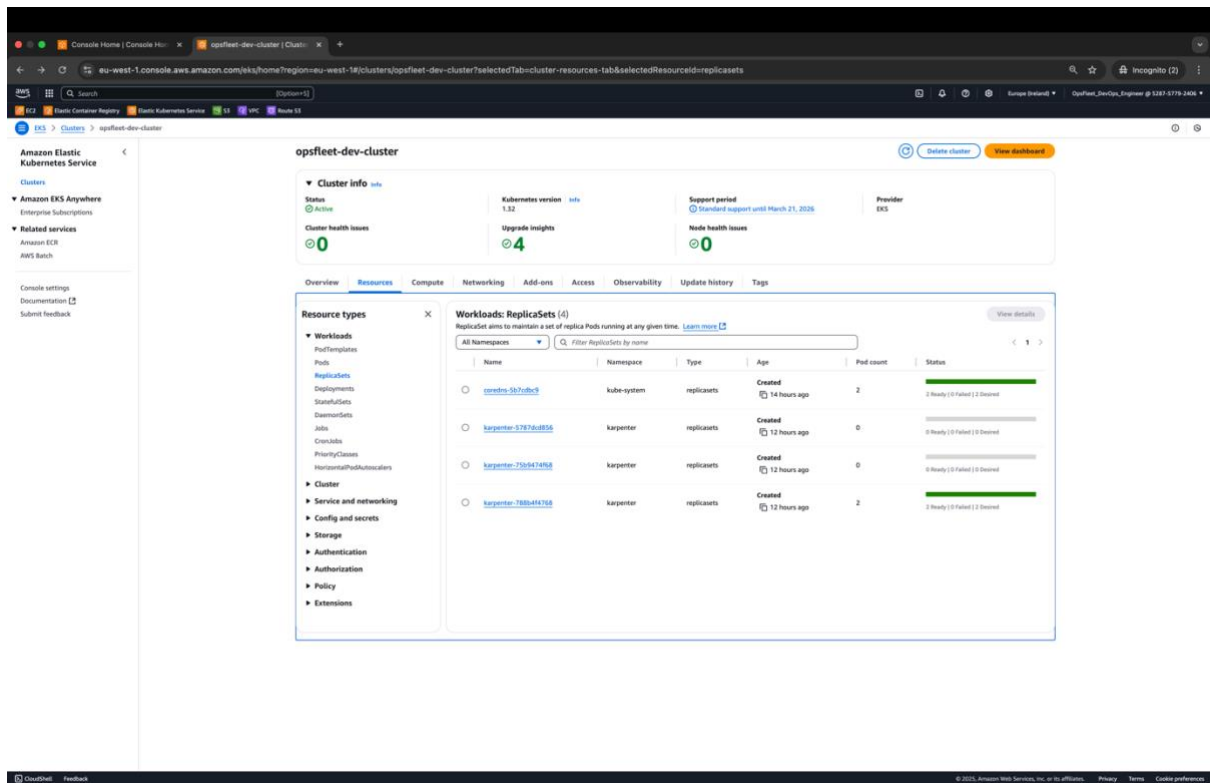 Console Home | Console Hom
opsfleet-dev-cluster | Cluste
eu-west-1.console.aws.amazon.com/eks/home?region=eu-west-1#/clusters/opsfleet-dev-cluster?selectedTab=cluster-resources-tab&selectedResourceId=replicasets
Incognito (2)
aws
Search
[Option+S]
Europe (Ireland)
OpsFleet_DevOps_Engineer @ 5287-5779-2406
EC2
Elastic Container Registry
Elastic Kubernetes Service
S3
VPC
Route 53
EKS > Clusters > opsfleet-dev-cluster
Amazon Elastic
Kubernetes Service
Clusters
Amazon EKS Anywhere
Enterprise Subscriptions
Related services
Amazon ECR
AWS Batch
Console settings
Documentation
Submit feedback
opsfleet-dev-cluster
Delete cluster
View dashboard
Cluster info Info
Status
Active
Kubernetes version Info
1.32
Support period
Standard support until March 21, 2026
Provider
EKS
Cluster health issues
0
Upgrade insights
4
Node health issues
0
Overview
Resources
Compute
Networking
Add-ons
Access
Observability
Update history
Tags
Resource types
Workloads
PodTemplates
Pods
ReplicaSets
Deployments
StatefulSets
DaemonSets
Jobs
CronJobs
PriorityClasses
HorizontalPodAutoscalers
Cluster
Service and networking
Config and secrets
Storage
Authentication
Authorization
Policy
Extensions
Workloads: ReplicaSets (4)
View details
ReplicaSet aims to maintain a set of replica Pods running at any given time. Learn more
All Namespaces
Filter ReplicaSets by name
1
Name Namespace Type Age Pod count Status
coredns-5b7cdbc9 kube-system replicasets Created 14 hours ago 2 2 Ready | 0 Failed | 2 Desired
karpenter-5787dcd856 karpenter replicasets Created 12 hours ago 0 0 Ready | 0 Failed | 0 Desired
karpenter-75b9474f68 karpenter replicasets Created 12 hours ago 0 0 Ready | 0 Failed | 0 Desired
karpenter-788b4f4768 karpenter replicasets Created 12 hours ago 2 2 Ready | 0 Failed | 2 Desired
CloudShell
Feedback
© 2025, Amazon Web Services, Inc. or its affiliates.
Privacy
Terms
Cookie preferences